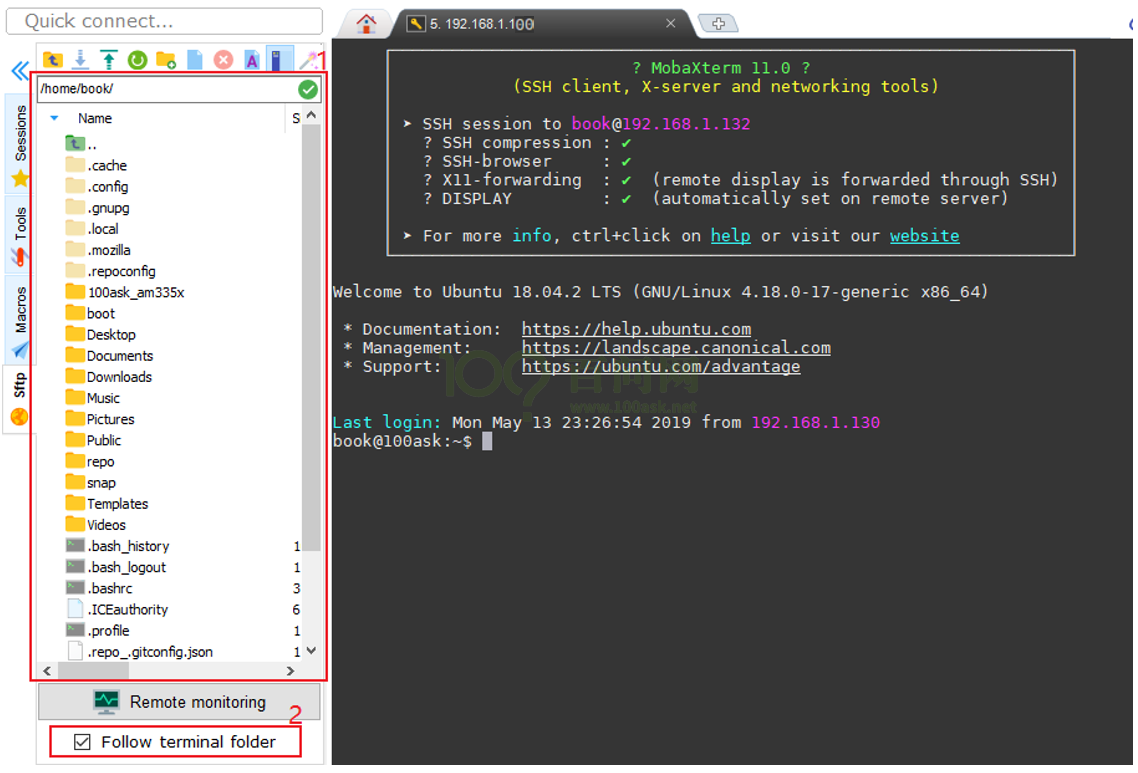 Quick connect...
5. 192.168.1.100
1
/home/book/
Name
S
..
.cache
.config
.gnupg
.local
.mozilla
.repoconfig
100ask_am335x
boot
Desktop
Documents
Downloads
Music
Pictures
Public
repo
snap
Templates
Videos
.bash_history 1
.bash_logout 1
.bashrc 3
.ICEauthority 6
.profile 1
.repo_.gitconfig.json 1
Sessions
Tools
Macros
Sftp
Remote monitoring
2
Follow terminal folder
? MobaXterm 11.0 ?
(SSH client, X-server and networking tools)
➤ SSH session to book@192.168.1.132
? SSH compression : ✔
? SSH-browser : ✔
? X11-forwarding : ✔ (remote display is forwarded through SSH)
? DISPLAY : ✔ (automatically set on remote server)
➤ For more info, ctrl+click on help or visit our website
Welcome to Ubuntu 18.04.2 LTS (GNU/Linux 4.18.0-17-generic x86_64)
* Documentation: https://help.ubuntu.com
* Management: https://landscape.canonical.com
* Support: https://ubuntu.com/advantage
百问网
www.100ask.net
Last login: Mon May 13 23:26:54 2019 from 192.168.1.130
book@100ask:~$